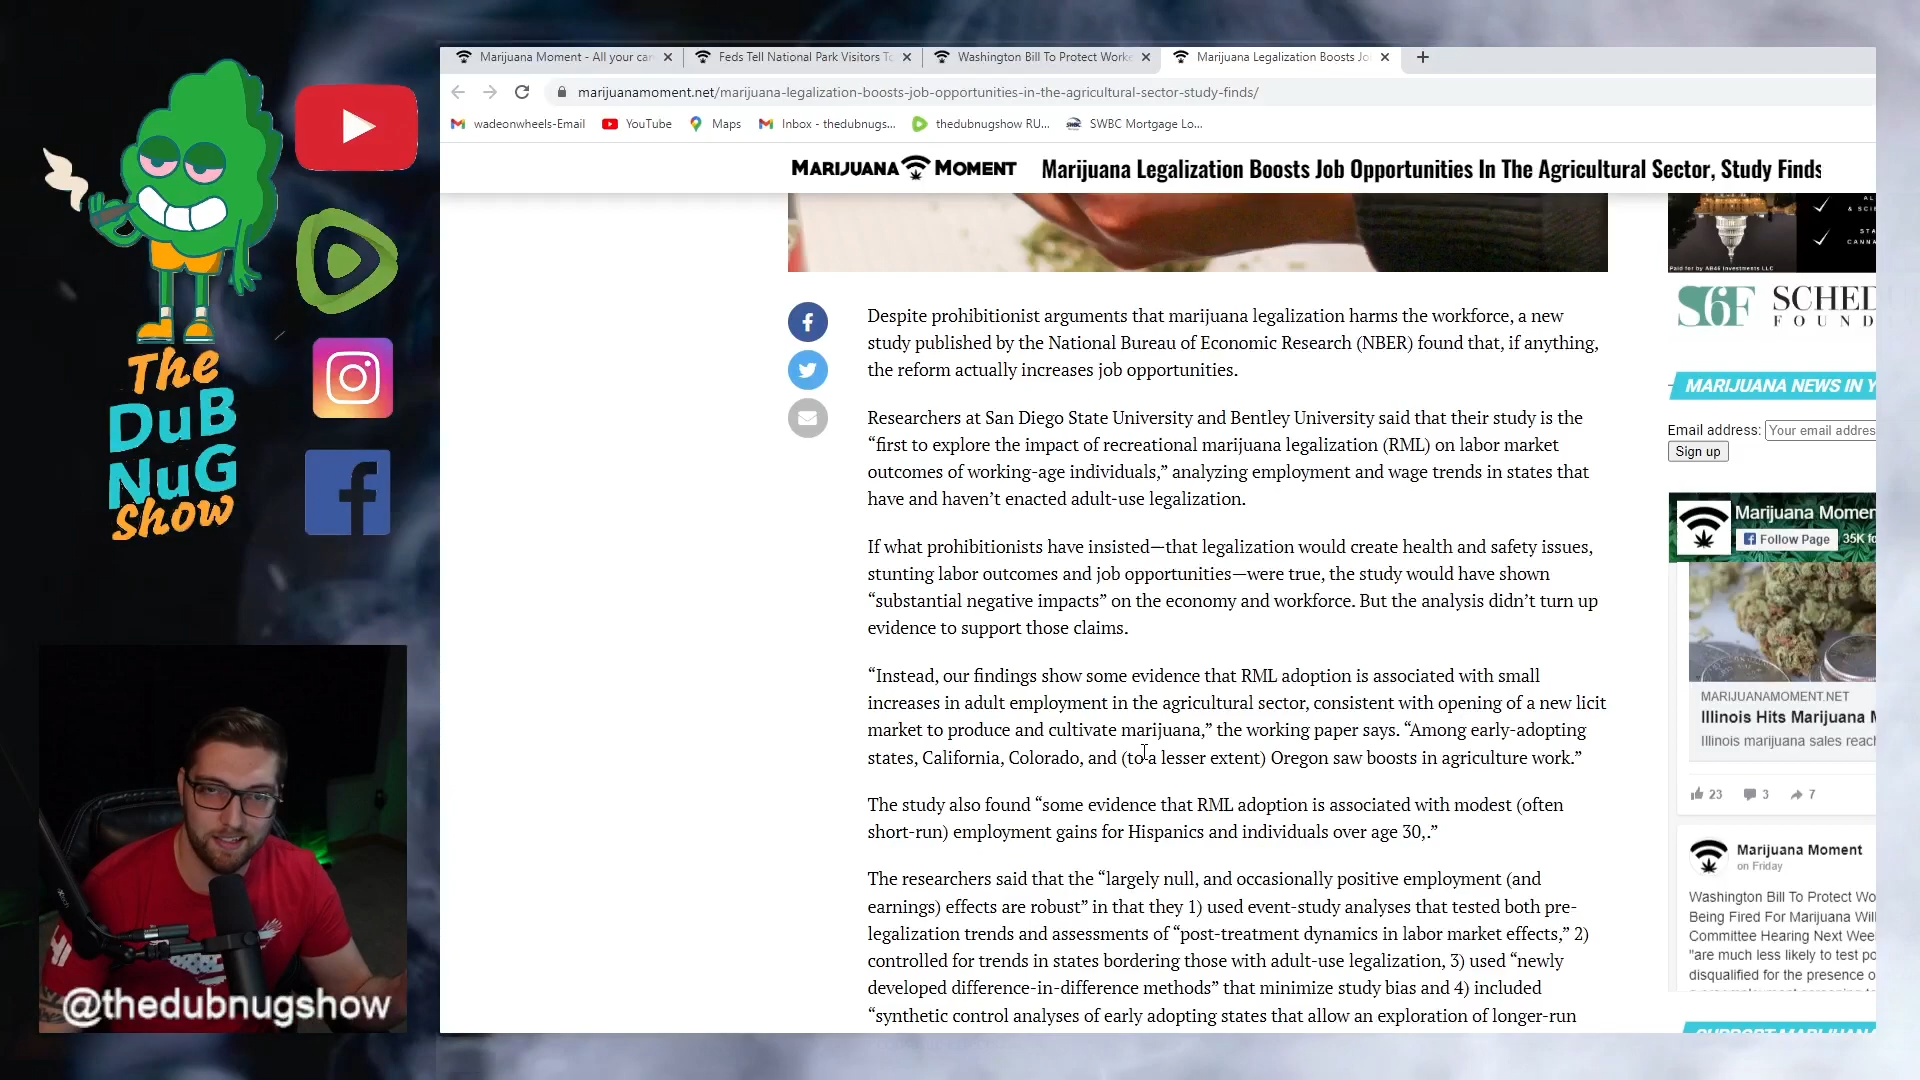 Marijuana Moment - All your can
Feds Tell National Park Visitors To
Washington Bill To Protect Worke
Marijuana Legalization Boosts Jo
marijuanamoment.net/marijuana-legalization-boosts-job-opportunities-in-the-agricultural-sector-study-finds/
wadeonwheels-Email
YouTube
Maps
Inbox - thedubnugs...
thedubnugshow RU...
SWBC Mortgage Lo...
MARIJUANA MOMENT
Marijuana Legalization Boosts Job Opportunities In The Agricultural Sector, Study Finds
Despite prohibitionist arguments that marijuana legalization harms the workforce, a new
study published by the National Bureau of Economic Research (NBER) found that, if anything,
the reform actually increases job opportunities.
Researchers at San Diego State University and Bentley University said that their study is the
“first to explore the impact of recreational marijuana legalization (RML) on labor market
outcomes of working-age individuals,” analyzing employment and wage trends in states that
have and haven’t enacted adult-use legalization.
If what prohibitionists have insisted—that legalization would create health and safety issues,
stunting labor outcomes and job opportunities—were true, the study would have shown
“substantial negative impacts” on the economy and workforce. But the analysis didn’t turn up
evidence to support those claims.
“Instead, our findings show some evidence that RML adoption is associated with small
increases in adult employment in the agricultural sector, consistent with opening of a new licit
market to produce and cultivate marijuana,” the working paper says. “Among early-adopting
states, California, Colorado, and (to a lesser extent) Oregon saw boosts in agriculture work.”
The study also found “some evidence that RML adoption is associated with modest (often
short-run) employment gains for Hispanics and individuals over age 30,.”
The researchers said that the “largely null, and occasionally positive employment (and
earnings) effects are robust” in that they 1) used event-study analyses that tested both pre-
legalization trends and assessments of “post-treatment dynamics in labor market effects,” 2)
controlled for trends in states bordering those with adult-use legalization, 3) used “newly
developed difference-in-difference methods” that minimize study bias and 4) included
“synthetic control analyses of early adopting states that allow an exploration of longer-run
AL
& SCIE
STA
CANNA
Paid for by AB46 Investments LLC
S6F SCHED
FOUND
MARIJUANA NEWS IN Y
Email address:
Your email addres
Sign up
Marijuana Momen
Follow Page
35K fo
MARIJUANAMOMENT.NET
Illinois Hits Marijuana M
Illinois marijuana sales reach
23
3
7
Marijuana Moment
on Friday
Washington Bill To Protect Wo
Being Fired For Marijuana Will
Committee Hearing Next Wee
"are much less likely to test po
disqualified for the presence o
The
DuB
NuG
Show
@thedubnugshow